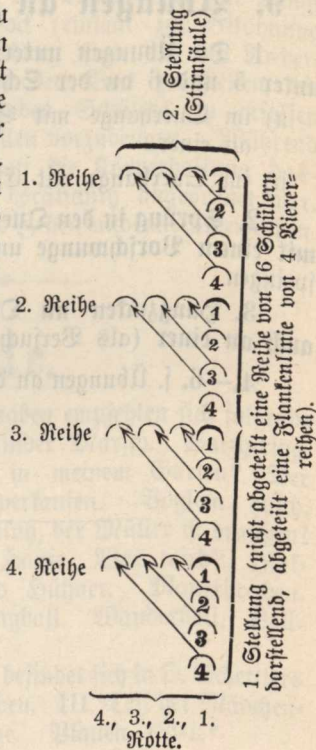 2. Stellung
(Stirnsäule)
1. Reihe
1
2
3
4
2. Reihe
1
2
3
4
3. Reihe
1
2
3
4
4. Reihe
1
2
3
4
1. Stellung (nicht abgeteilt eine Reihe von 16 Schülern
darstellend, abgeteilt eine Flankenlinie von 4 Vierer-
reihen).
4., 3., 2., 1.
Rotte.